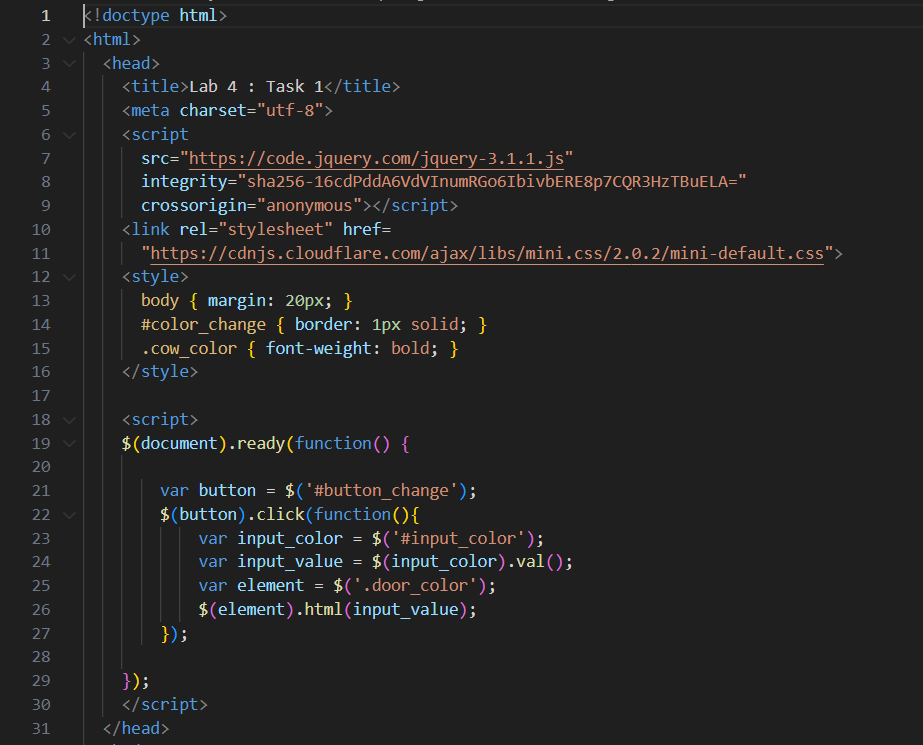 1 <!doctype html>
2 <html>
3 <head>
4 <title>Lab 4 : Task 1</title>
5 <meta charset="utf-8">
6 <script
7 src="https://code.jquery.com/jquery-3.1.1.js"
8 integrity="sha256-16cdPddA6VdVInumRGo6IbivbERE8p7CQR3HzTBuELA="
9 crossorigin="anonymous"></script>
10 <link rel="stylesheet" href=
11 "https://cdnjs.cloudflare.com/ajax/libs/mini.css/2.0.2/mini-default.css">
12 <style>
13 body { margin: 20px; }
14 #color_change { border: 1px solid; }
15 .cow_color { font-weight: bold; }
16 </style>
17
18 <script>
19 $(document).ready(function() {
20
21 var button = $('#button_change');
22 $(button).click(function(){
23 var input_color = $('#input_color');
24 var input_value = $(input_color).val();
25 var element = $('.door_color');
26 $(element).html(input_value);
27 });
28
29 });
30 </script>
31 </head>